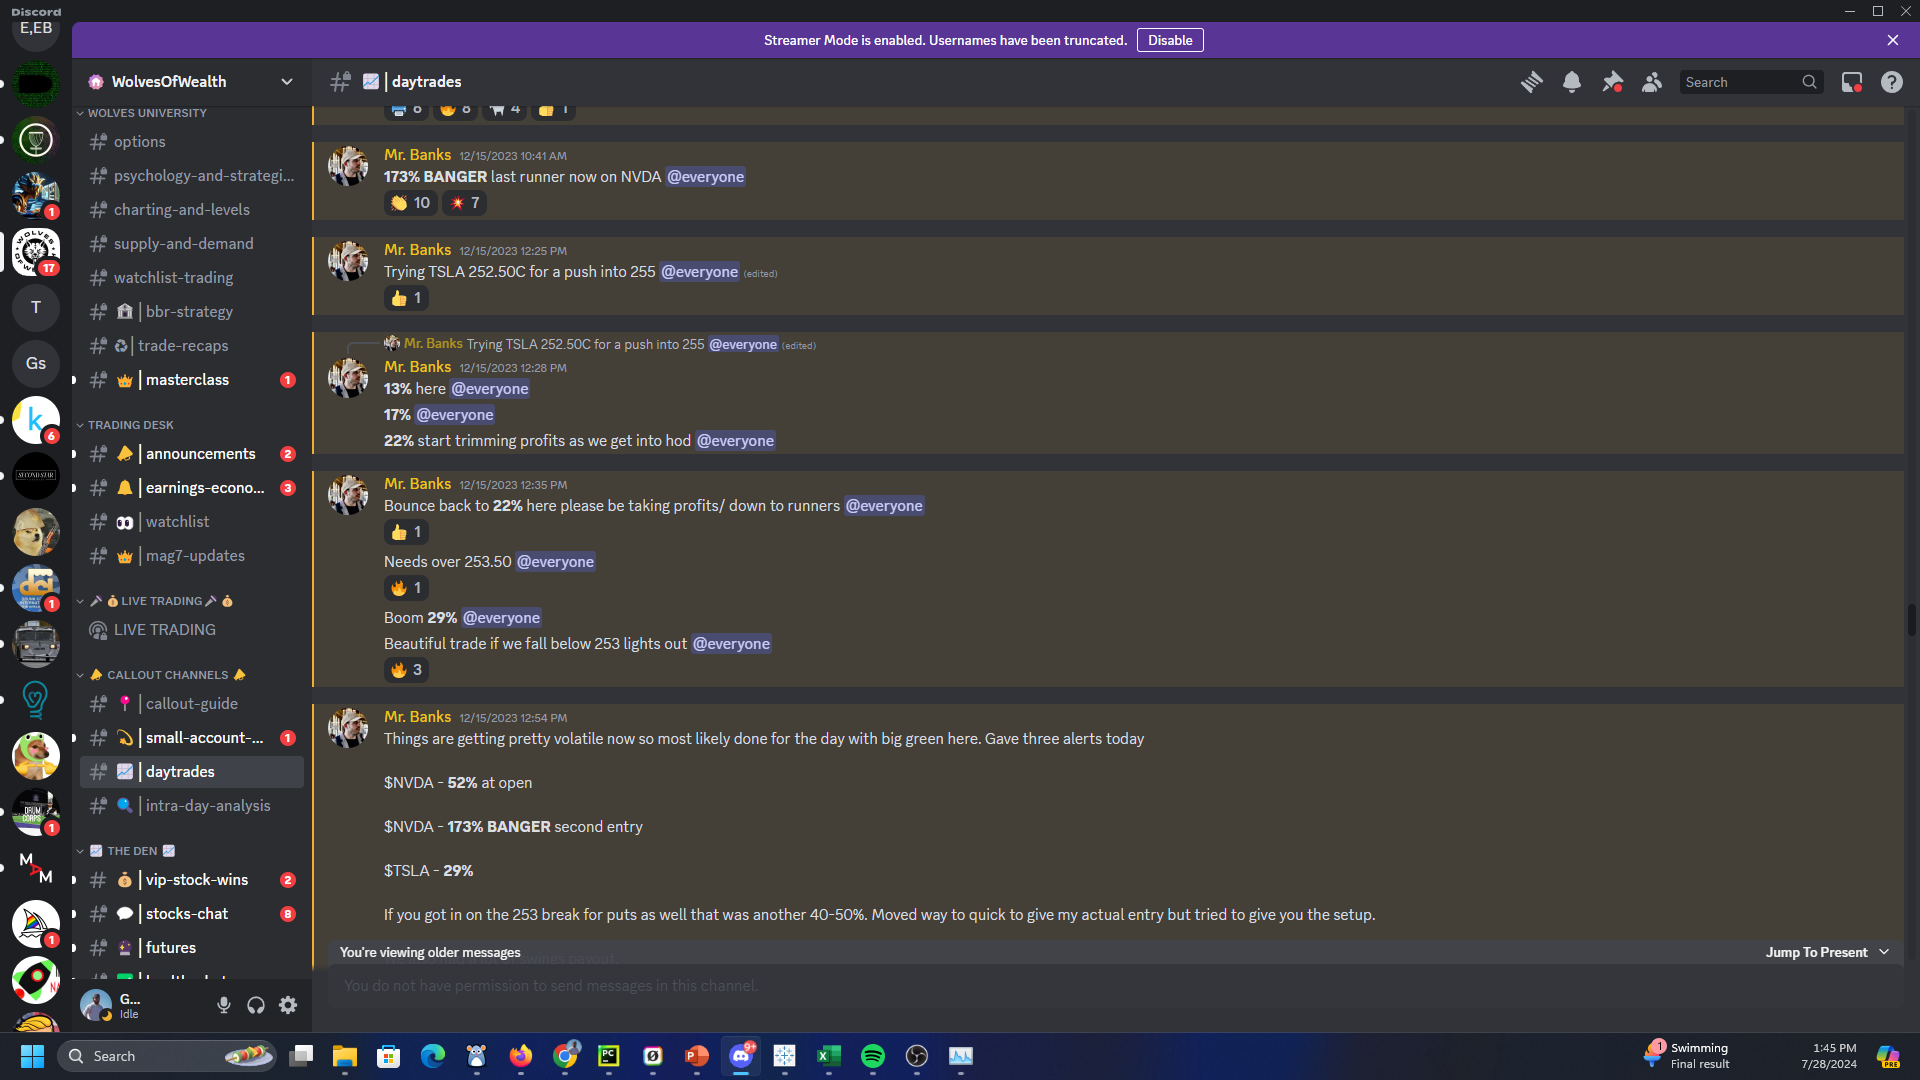 Discord
E,EB
Streamer Mode is enabled. Usernames have been truncated.
Disable
WolvesOfWealth
| daytrades
Search
WOLVES UNIVERSITY
options
psychology-and-strategi...
charting-and-levels
supply-and-demand
watchlist-trading
| bbr-strategy
| trade-recaps
| masterclass
1
TRADING DESK
| announcements
2
| earnings-econo...
3
| watchlist
| mag7-updates
LIVE TRADING
LIVE TRADING
CALLOUT CHANNELS
| callout-guide
| small-account-...
1
| daytrades
| intra-day-analysis
THE DEN
| vip-stock-wins
2
| stocks-chat
8
| futures
1
17
T
Gs
k
6
SECOND STAR
dci
1
DRUM CORPS
1
M A M
1
G...
Idle
6
8
4
1
Mr. Banks 12/15/2023 10:41 AM
173% BANGER last runner now on NVDA @everyone
10
7
Mr. Banks 12/15/2023 12:25 PM
Trying TSLA 252.50C for a push into 255 @everyone (edited)
1
Mr. Banks Trying TSLA 252.50C for a push into 255 @everyone (edited)
Mr. Banks 12/15/2023 12:28 PM
13% here @everyone
17% @everyone
22% start trimming profits as we get into hod @everyone
Mr. Banks 12/15/2023 12:35 PM
Bounce back to 22% here please be taking profits/ down to runners @everyone
1
Needs over 253.50 @everyone
1
Boom 29% @everyone
Beautiful trade if we fall below 253 lights out @everyone
3
Mr. Banks 12/15/2023 12:54 PM
Things are getting pretty volatile now so most likely done for the day with big green here. Gave three alerts today
$NVDA - 52% at open
$NVDA - 173% BANGER second entry
$TSLA - 29%
If you got in on the 253 break for puts as well that was another 40-50%. Moved way to quick to give my actual entry but tried to give you the setup.
You're viewing older messages
Jump To Present
You do not have permission to send messages in this channel.
Search
PC
9+
1
Swimming
Final result
1:45 PM
7/28/2024
PRE